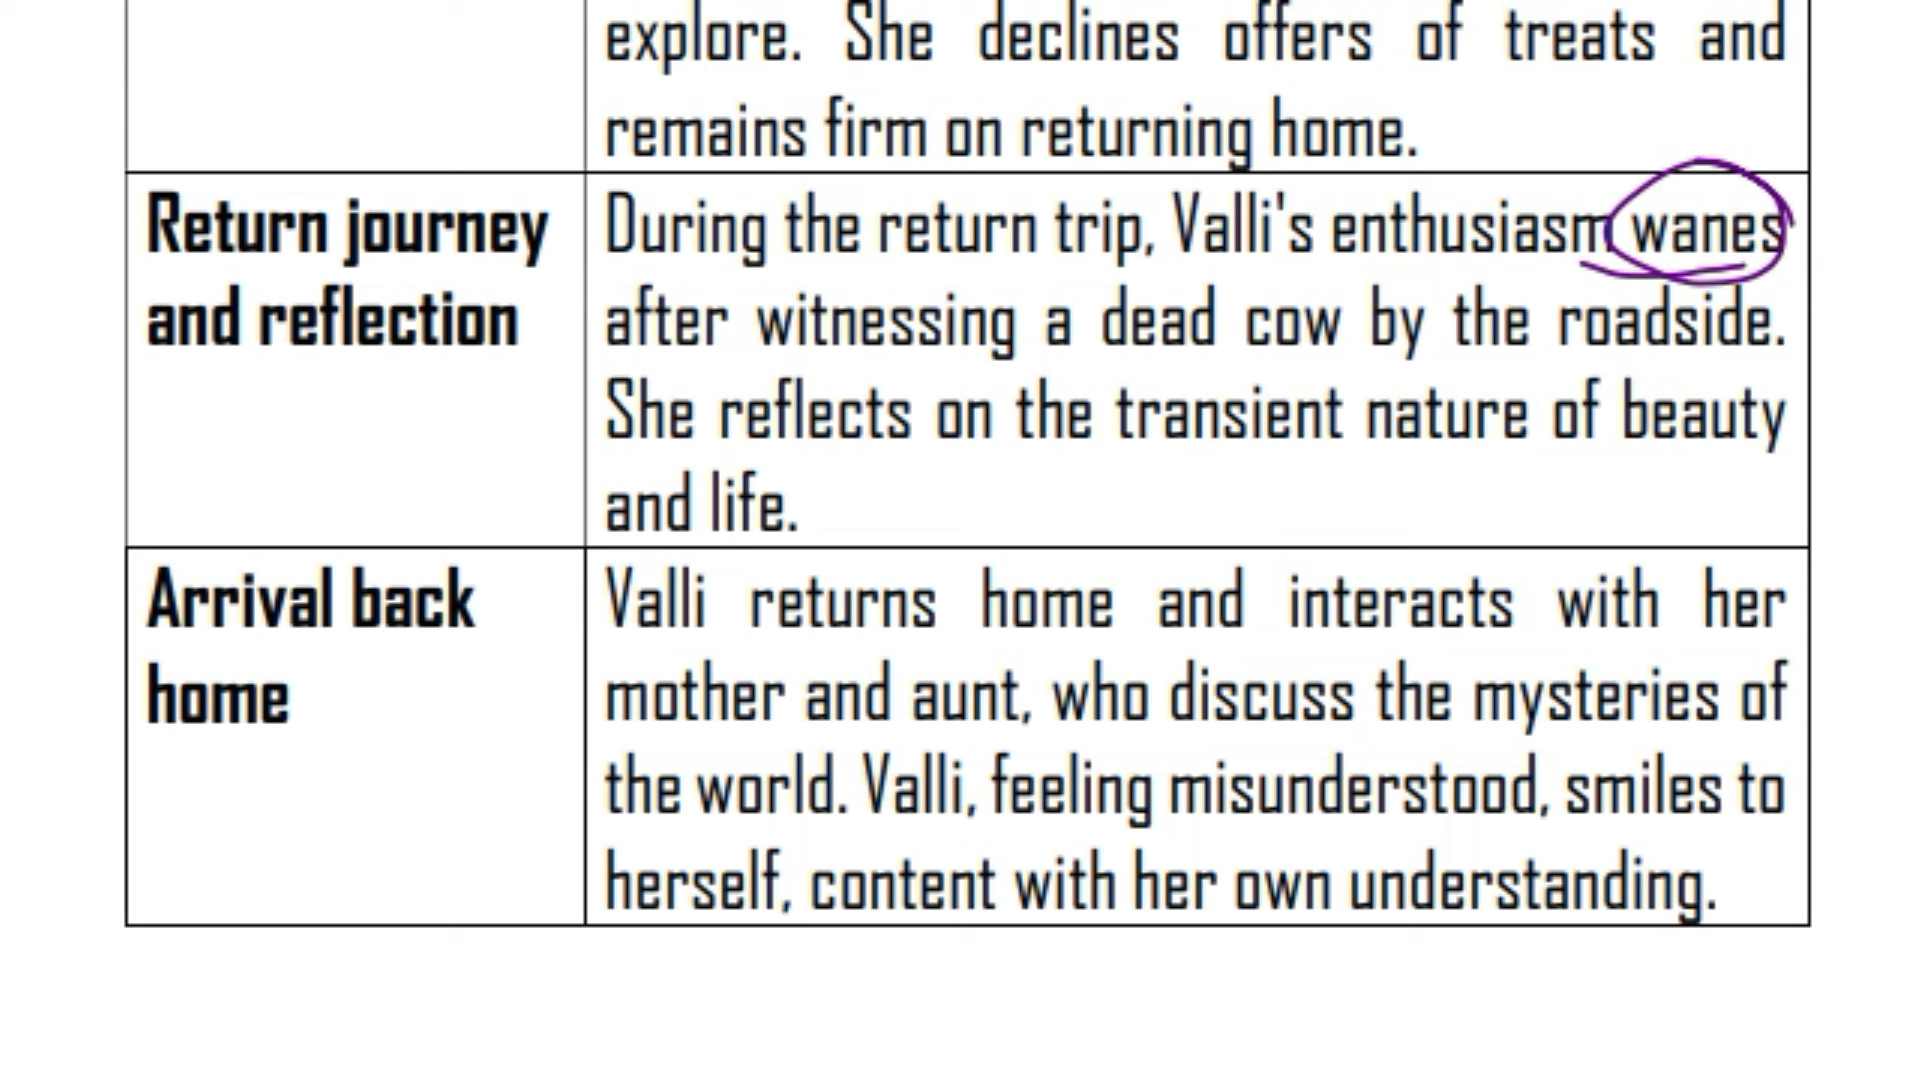 explore. She declines offers of treats and
remains firm on returning home.
Return journey
and reflection
During the return trip, Valli's enthusiasm wanes
after witnessing a dead cow by the roadside.
She reflects on the transient nature of beauty
and life.
Arrival back
home
Valli returns home and interacts with her
mother and aunt, who discuss the mysteries of
the world. Valli, feeling misunderstood, smiles to
herself, content with her own understanding.